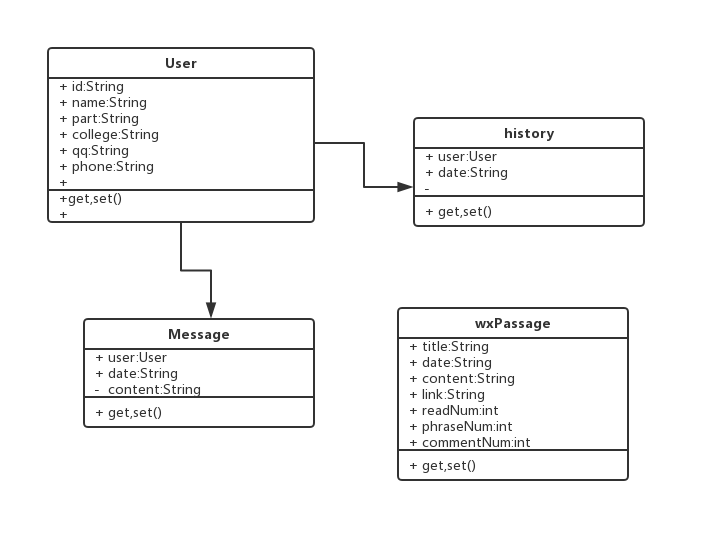 User
+ id:String
+ name:String
+ part:String
+ college:String
+ qq:String
+ phone:String
+
+get,set()
+
history
+ user:User
+ date:String
-
+ get,set()
Message
+ user:User
+ date:String
- content:String
+ get,set()
wxPassage
+ title:String
+ date:String
+ content:String
+ link:String
+ readNum:int
+ phraseNum:int
+ commentNum:int
+ get,set()